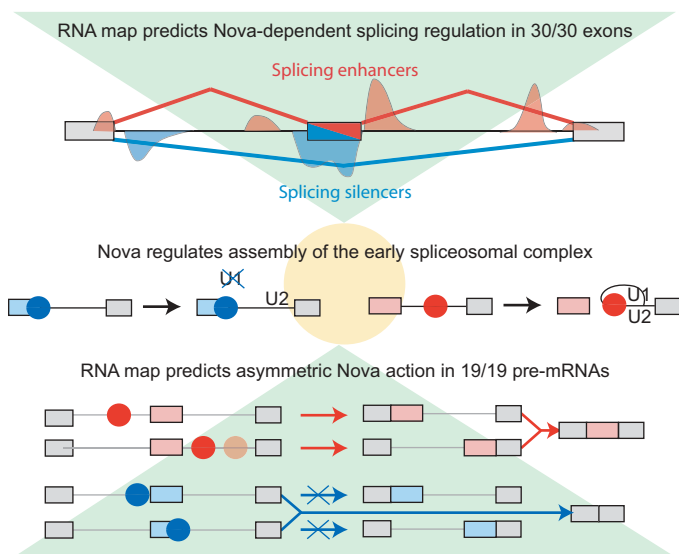 RNA map predicts Nova-dependent splicing regulation in 30/30 exons
Splicing enhancers
Splicing silencers
Nova regulates assembly of the early spliceosomal complex
U1
U2
U1
U2
RNA map predicts asymmetric Nova action in 19/19 pre-mRNAs